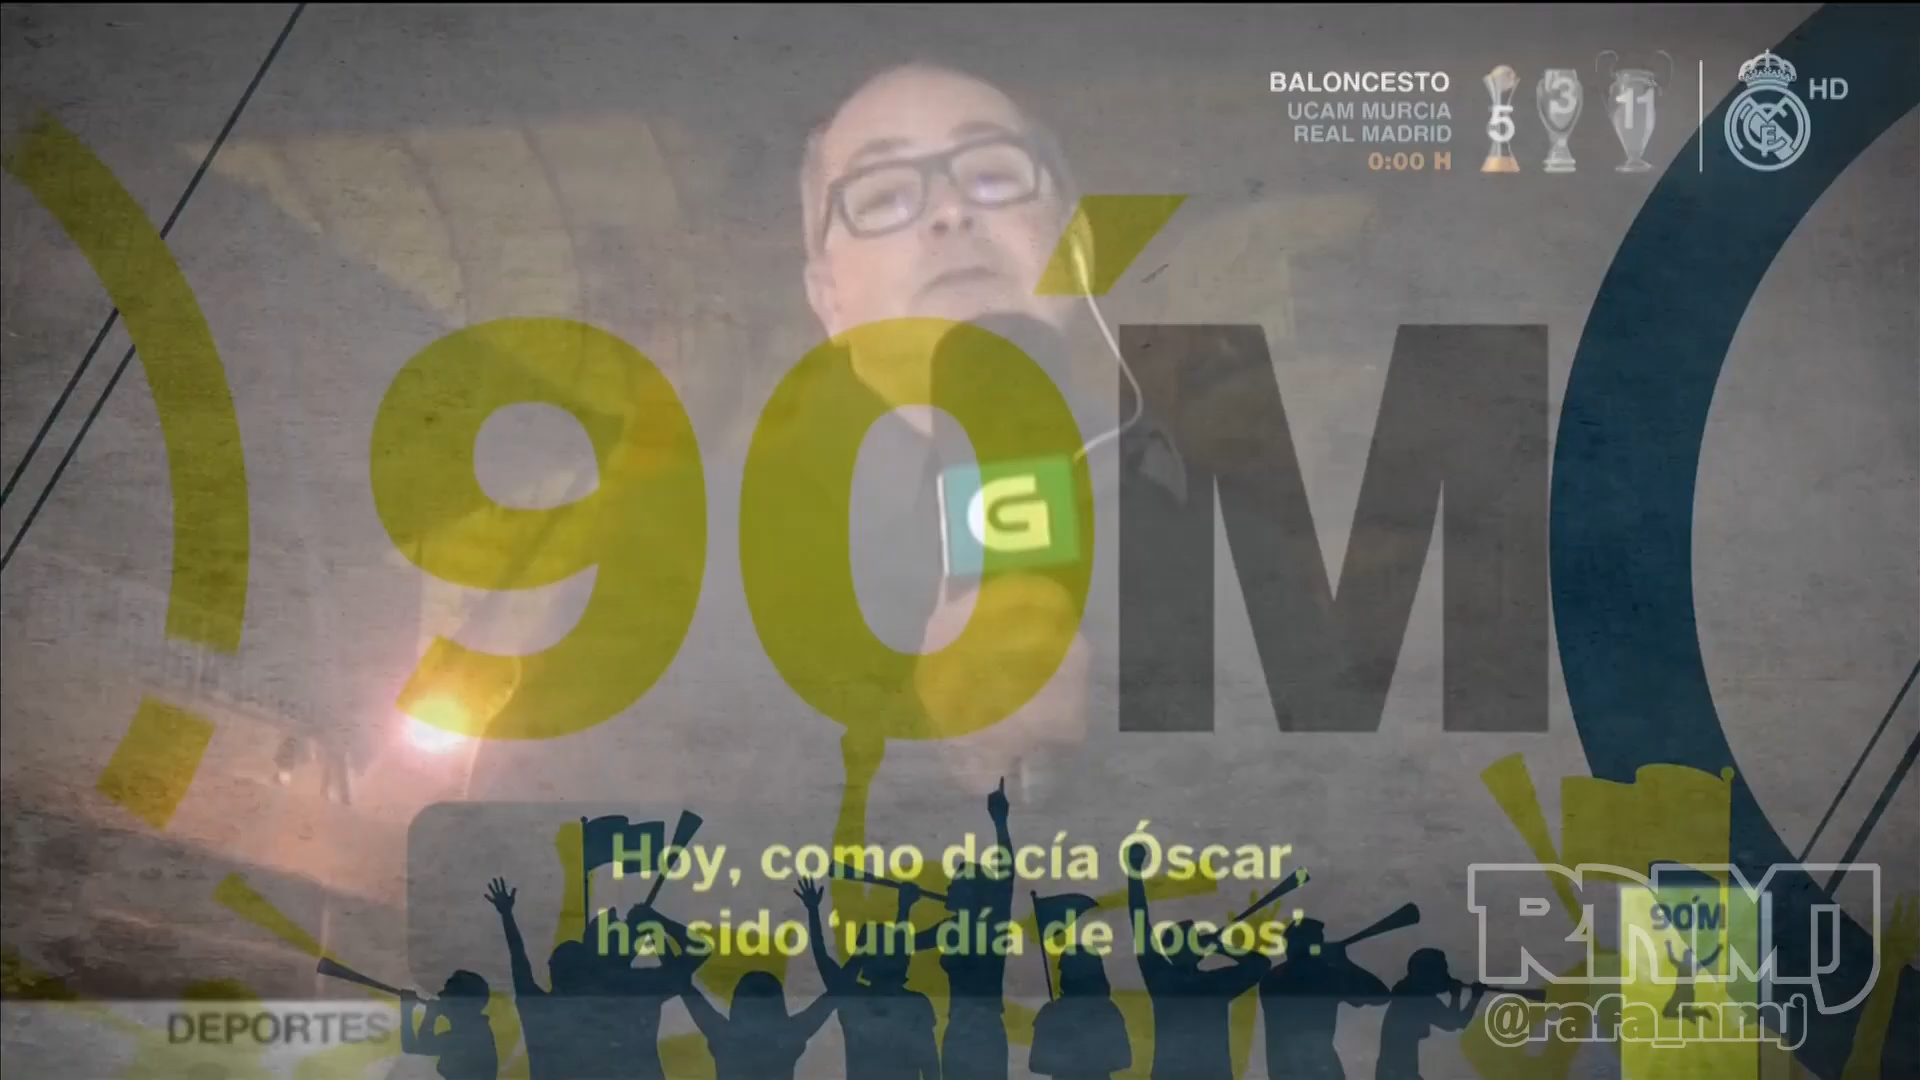 BALONCESTO
UCAM MURCIA
REAL MADRID
0:00 H
5 3 11
HD
90'M
G
Hoy, como decía Óscar,
ha sido ‘un día de locos’.
DEPORTES
90'M
RNMJ
@rafa_nmj